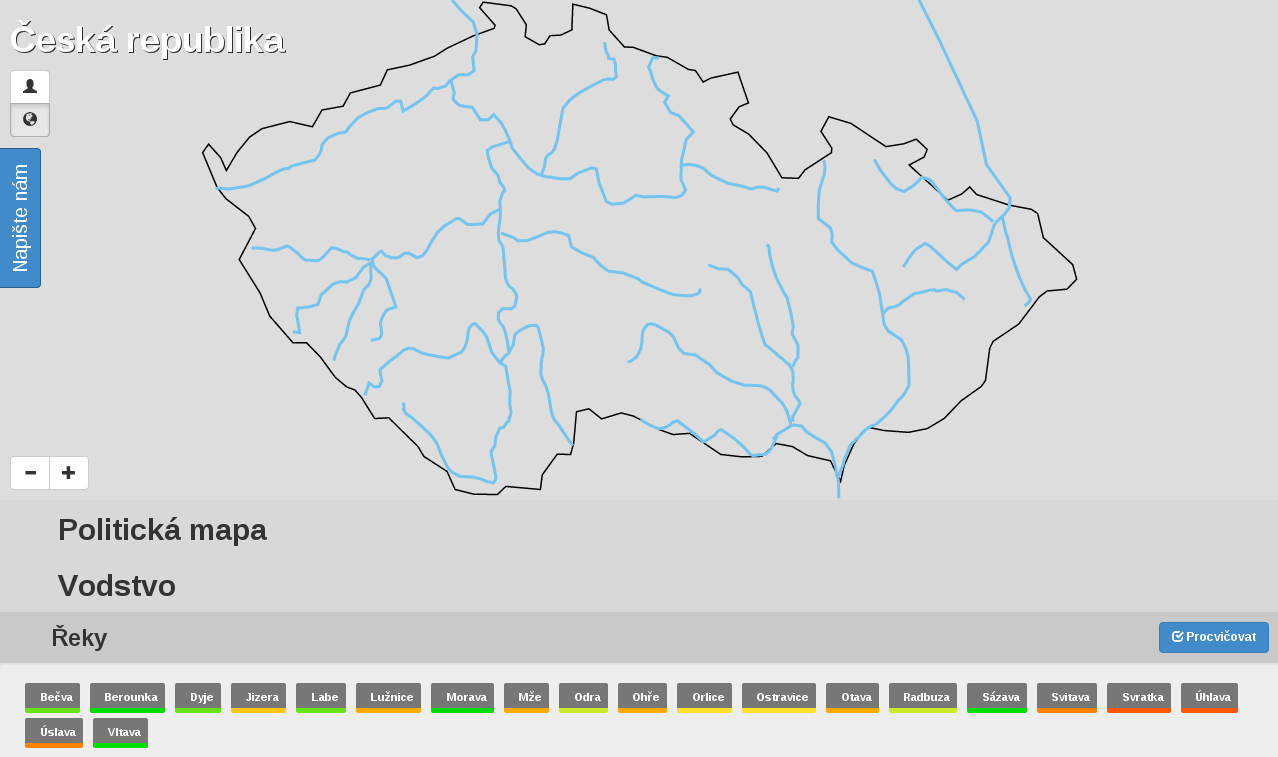 Česká republika
Napište nám
Politická mapa
Vodstvo
Řeky
Procvičovat
Bečva Berounka Dyje Jizera Labe Lužnice Morava Mže Odra Ohře Orlice Ostravice Otava Radbuza Sázava Svitava Svratka Úhlava
Úslava Vltava